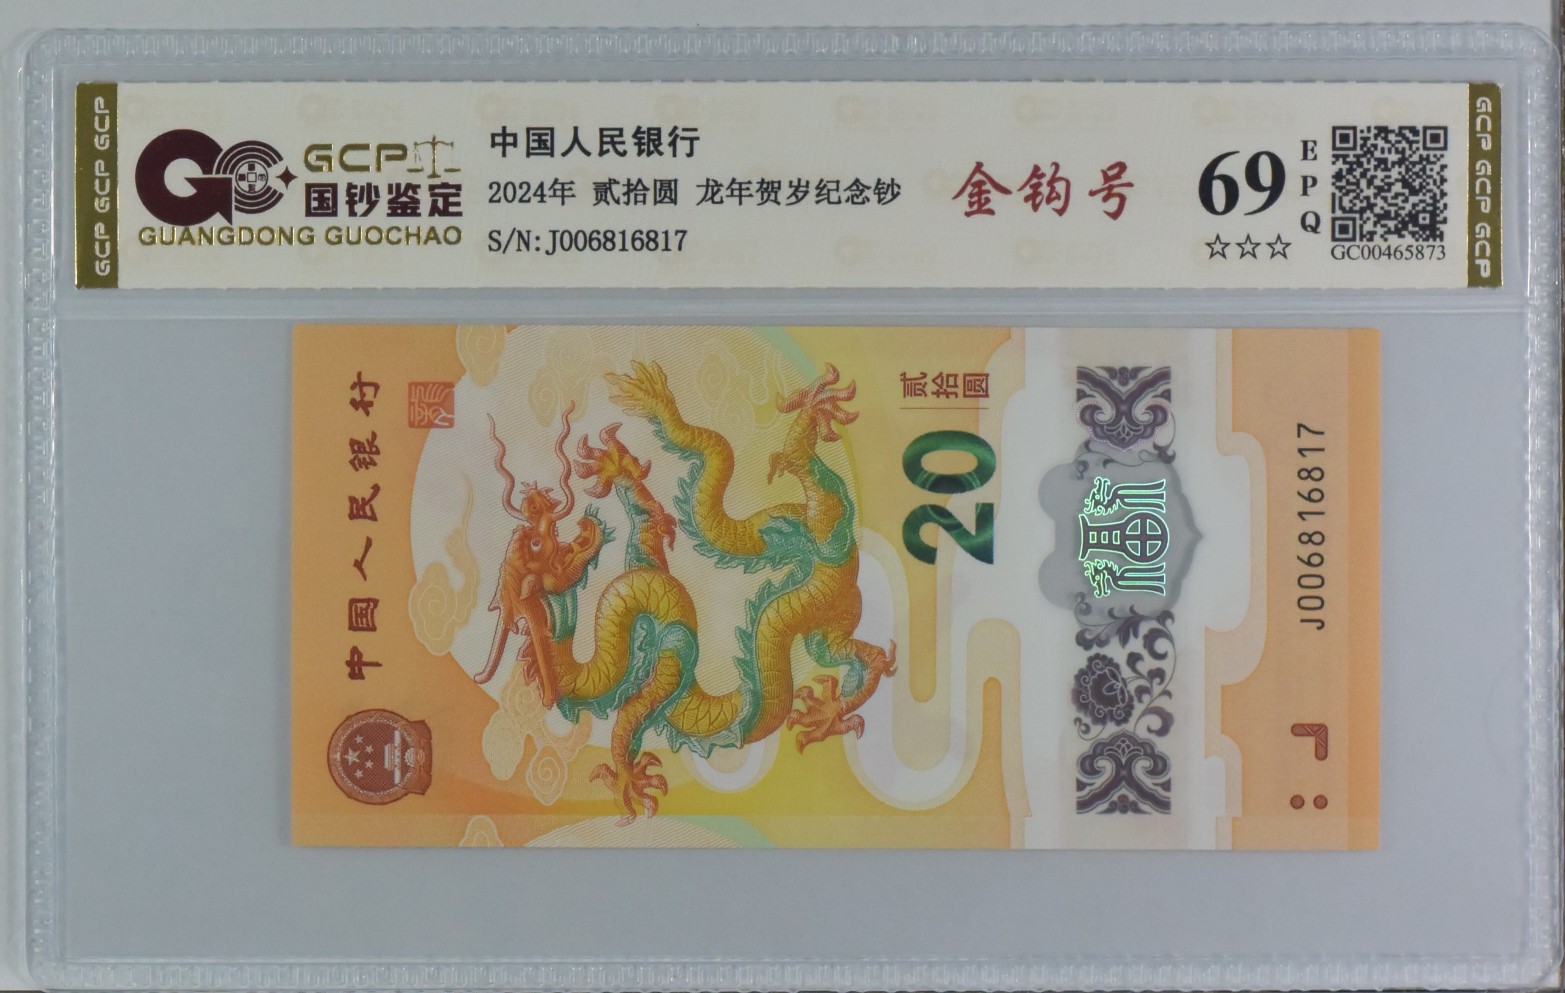 GCP GCP GCP
GCP
国钞鉴定
GUANGDONG GUOCHAO
中国人民银行
2024年 贰拾圆 龙年贺岁纪念钞
S/N:J006816817
金钩号
69
EPQ
☆☆☆
GC00465873
GCP GCP GCP
中国人民银行
贰拾圆
20
J006816817